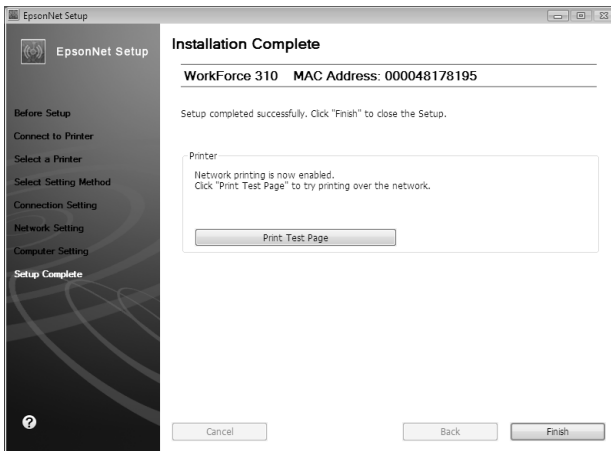 EpsonNet Setup
EpsonNet Setup
Before Setup
Connect to Printer
Select a Printer
Select Setting Method
Connection Setting
Network Setting
Computer Setting
Setup Complete
?
Installation Complete
WorkForce 310 MAC Address: 000048178195
Setup completed successfully. Click "Finish" to close the Setup.
Printer
Network printing is now enabled.
Click "Print Test Page" to try printing over the network.
Print Test Page
Cancel
Back
Finish